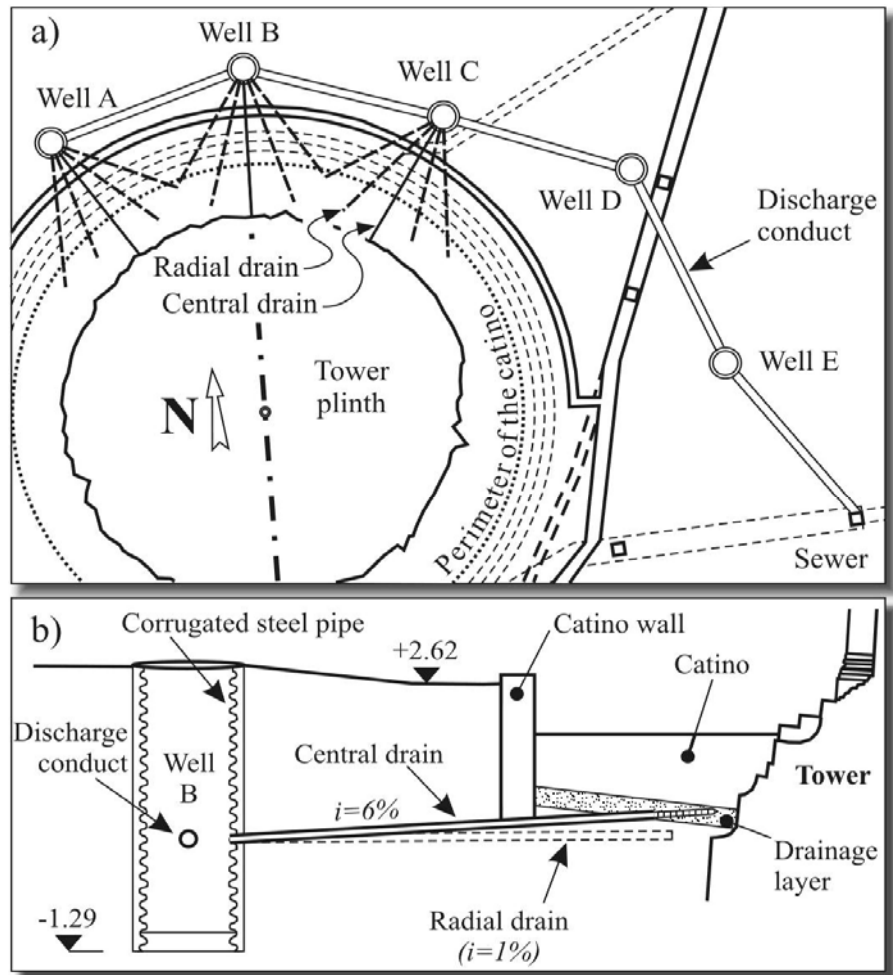 a)
Well B
Well A
Well C
Well D
Discharge
conduct
Radial drain
Central drain
Well E
Tower
plinth
N
Perimeter of the catino
Sewer
b)
Corrugated steel pipe
+2.62
Catino wall
Catino
Discharge
conduct
Well
B
Central drain
i=6%
Tower
Drainage
layer
Radial drain
(i=1%)
-1.29